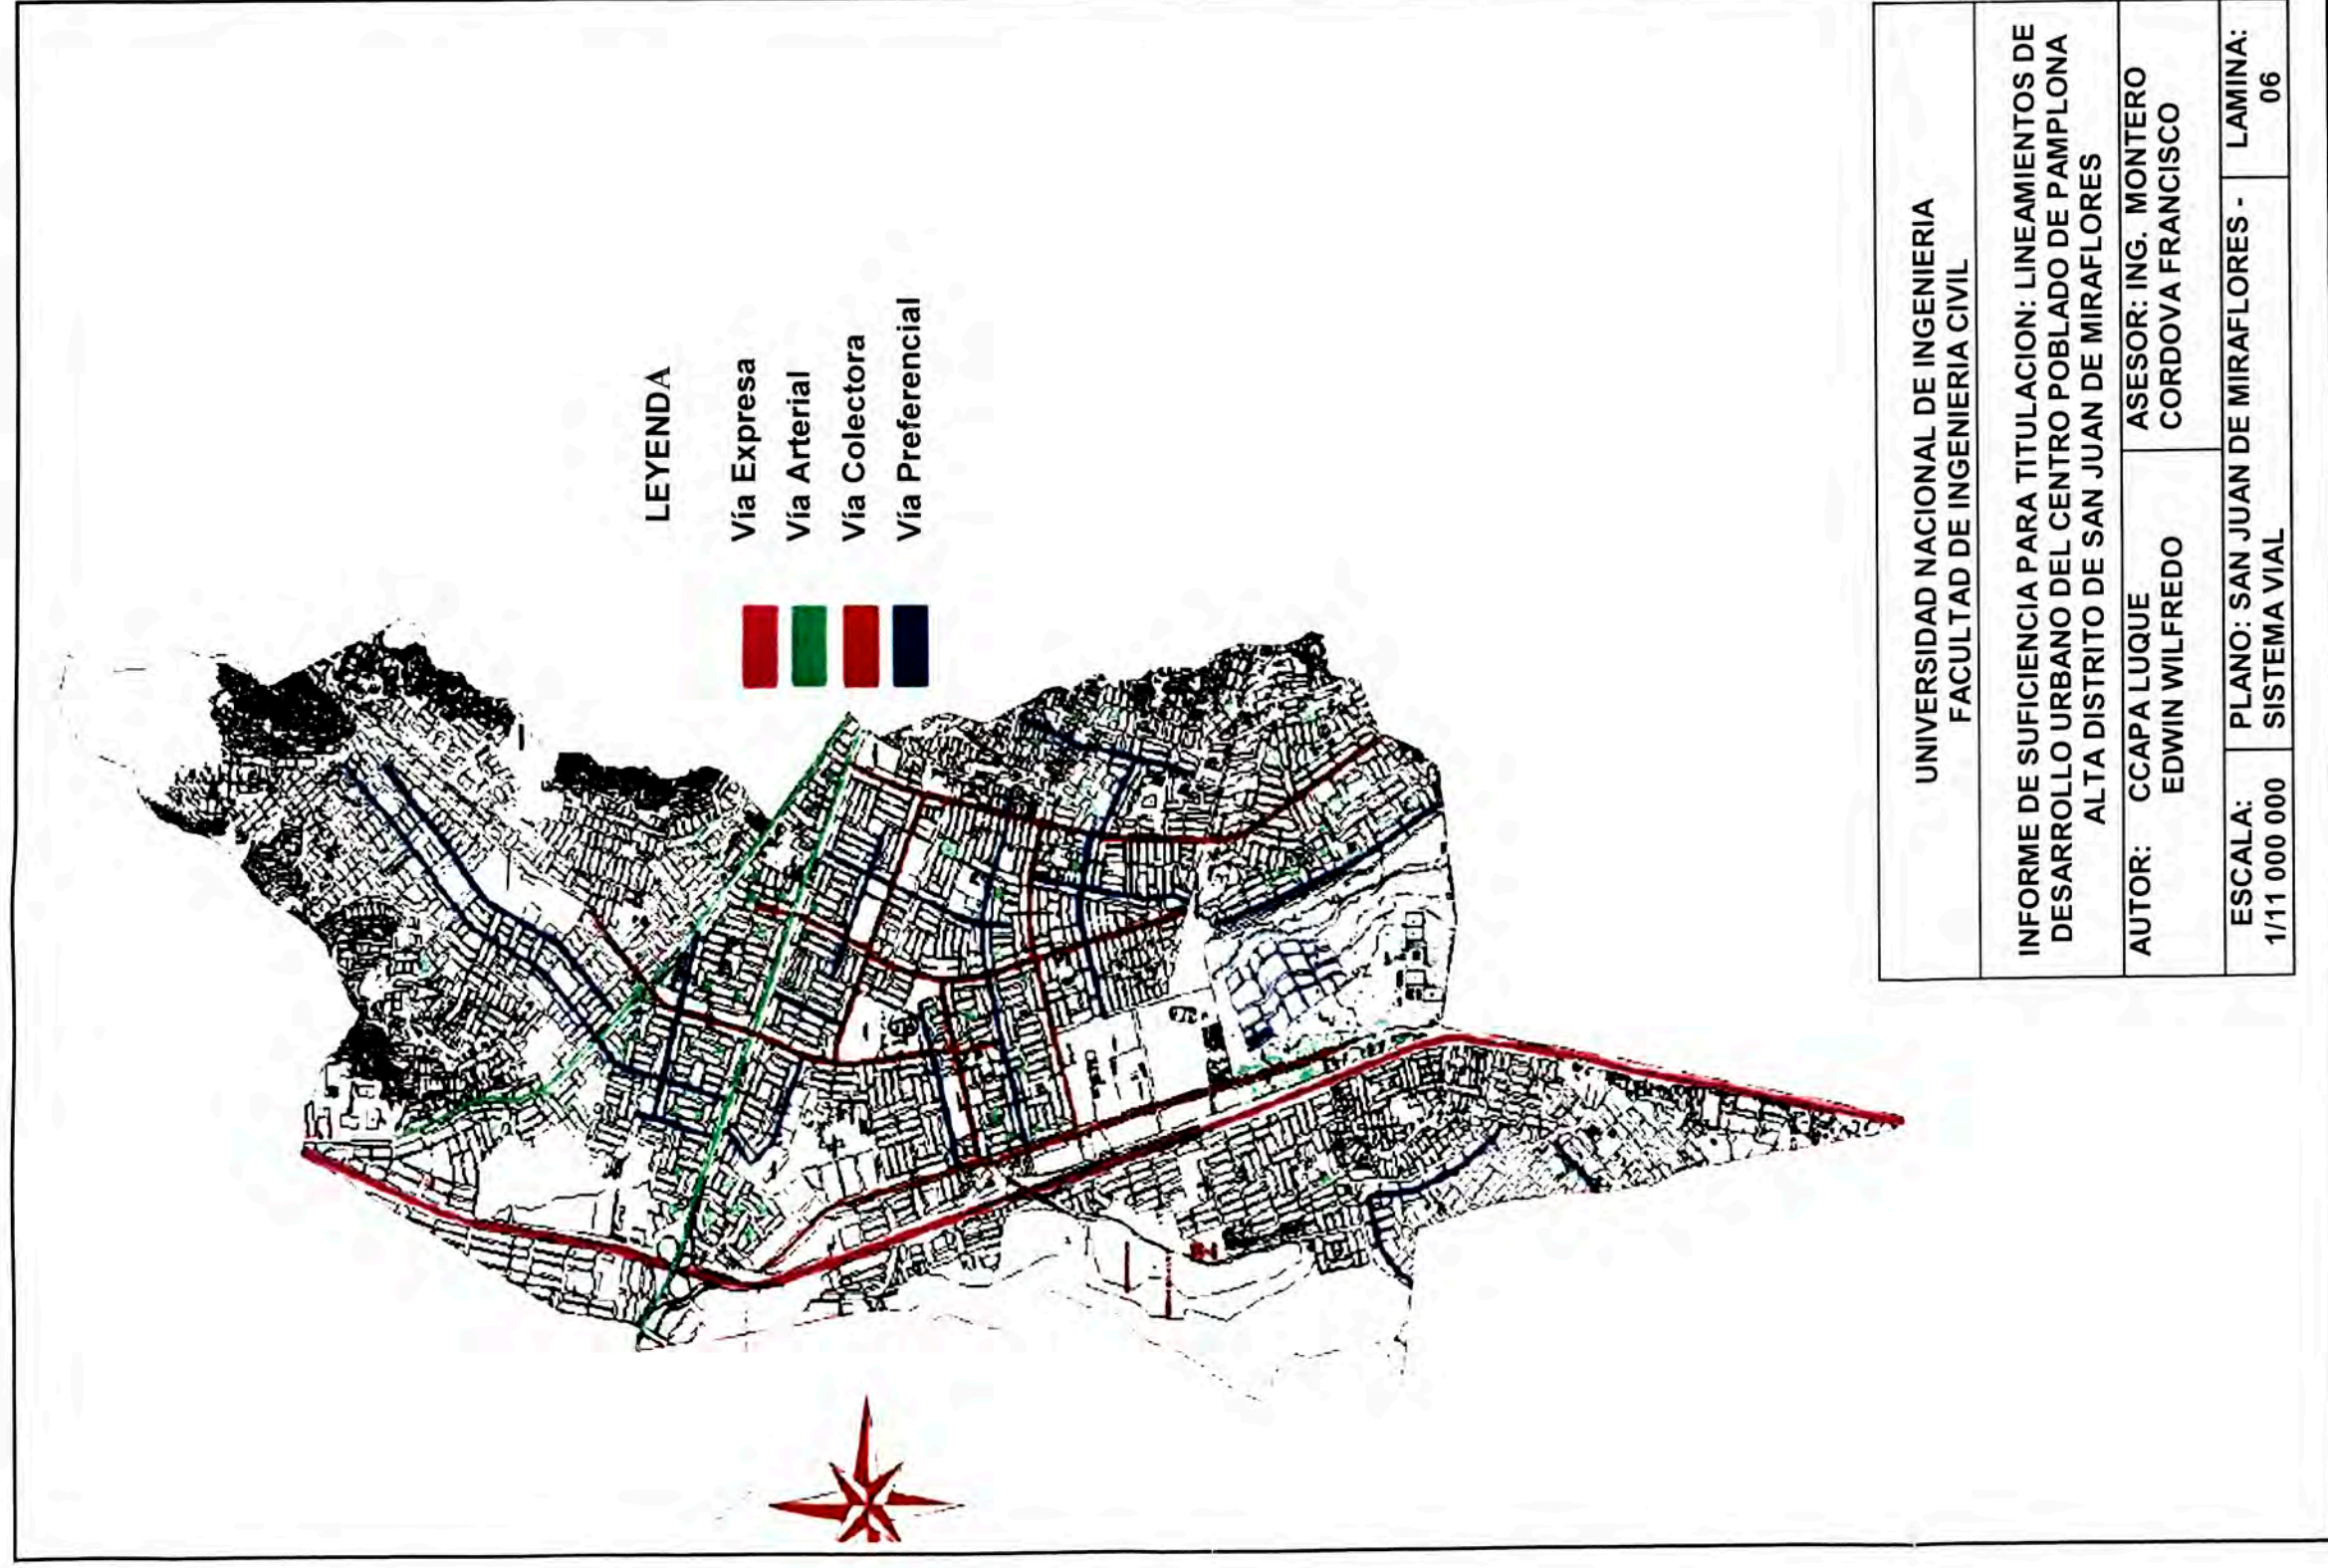 LEYENDA
Vía Expresa
Vía Arterial
Vía Colectora
Vía Preferencial
UNIVERSIDAD NACIONAL DE INGENIERIA
FACULTAD DE INGENIERIA CIVIL
INFORME DE SUFICIENCIA PARA TITULACION: LINEAMIENTOS DE
DESARROLLO URBANO DEL CENTRO POBLADO DE PAMPLONA
ALTA DISTRITO DE SAN JUAN DE MIRAFLORES
AUTOR: CCAPA LUQUE
EDWIN WILFREDO
ASESOR: ING. MONTERO
CORDOVA FRANCISCO
ESCALA:
1/11 000 000
PLANO: SAN JUAN DE MIRAFLORES -
SISTEMA VIAL
LAMINA:
06